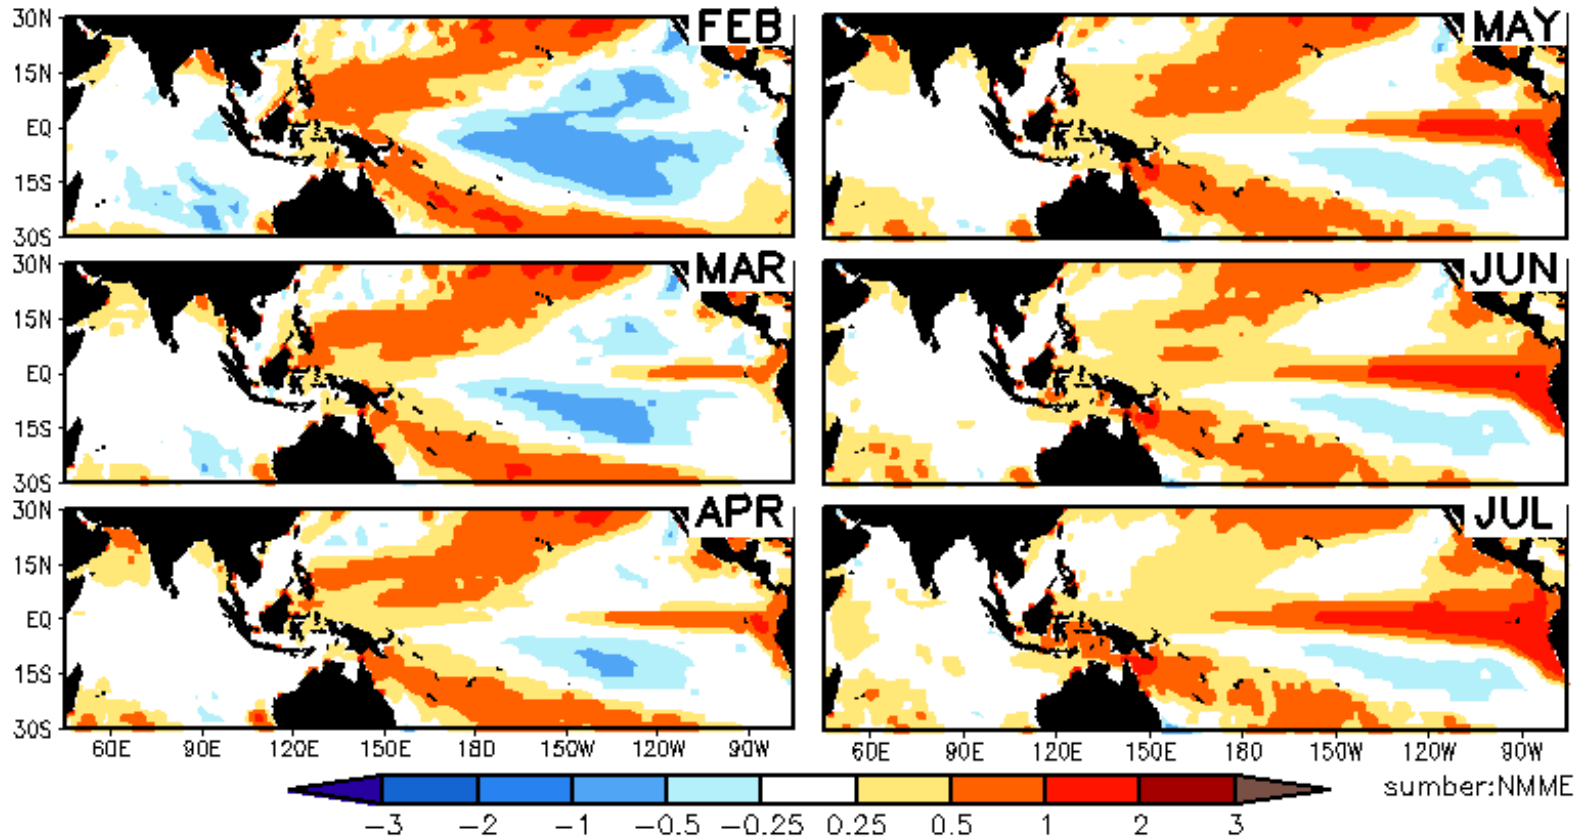 30N
15N
EQ
15S
30S
FEB
MAY
30N
15N
EQ
15S
30S
MAR
JUN
30N
15N
EQ
15S
30S
APR
JUL
60E 90E 120E 150E 180 150W 120W 90W
60E 90E 120E 150E 180 150W 120W 90W
sumber:NMME
-3 -2 -1 -0.5 -0.25 0.25 0.5 1 2 3